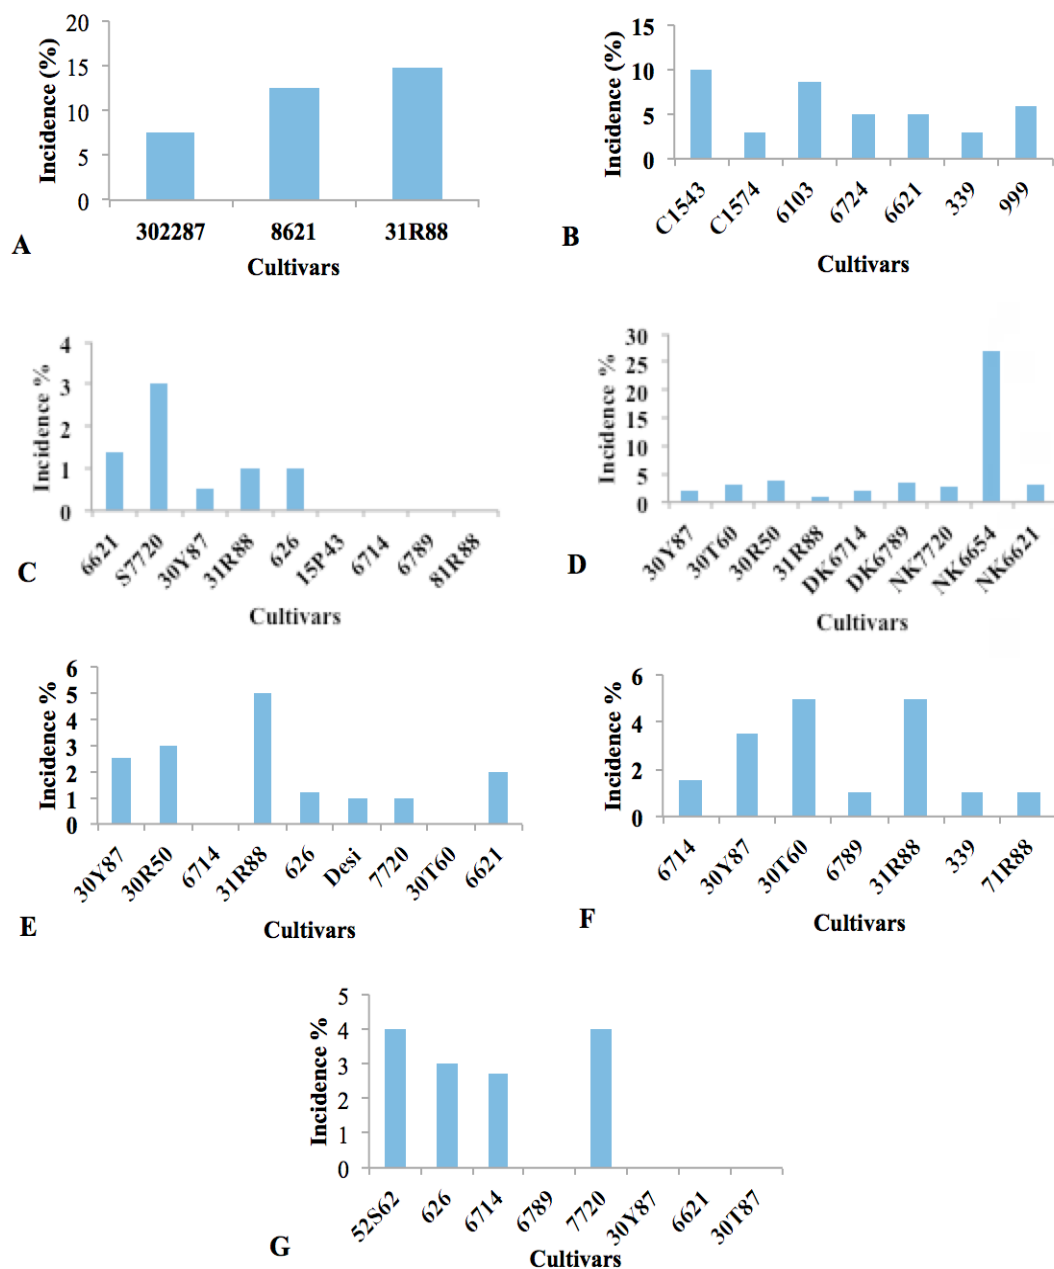 20
15
10
5
0
Incidence (%)
302287 8621 31R88
Cultivars
A
15
10
5
0
Incidence (%)
C1543 C1574 6103 6724 6621 339 999
Cultivars
B
4
3
2
1
0
Incidence %
6621 S7720 30Y87 31R88 626 15P43 6714 6789 81R88
Cultivars
C
30
25
20
15
10
5
0
Incidence %
30Y87 30T60 30R50 31R88 DK6714 DK6789 NK7720 NK6654 NK6621
Cultivars
D
6
5
4
3
2
1
0
Incidence %
30Y87 30R50 6714 31R88 626 Desi 7720 30T60 6621
Cultivars
E
6
4
2
0
Incidence %
6714 30Y87 30T60 6789 31R88 339 71R88
Cultivars
F
5
4
3
2
1
0
Incidence %
52S62 626 6714 6789 7720 30Y87 6621 30T87
Cultivars
G